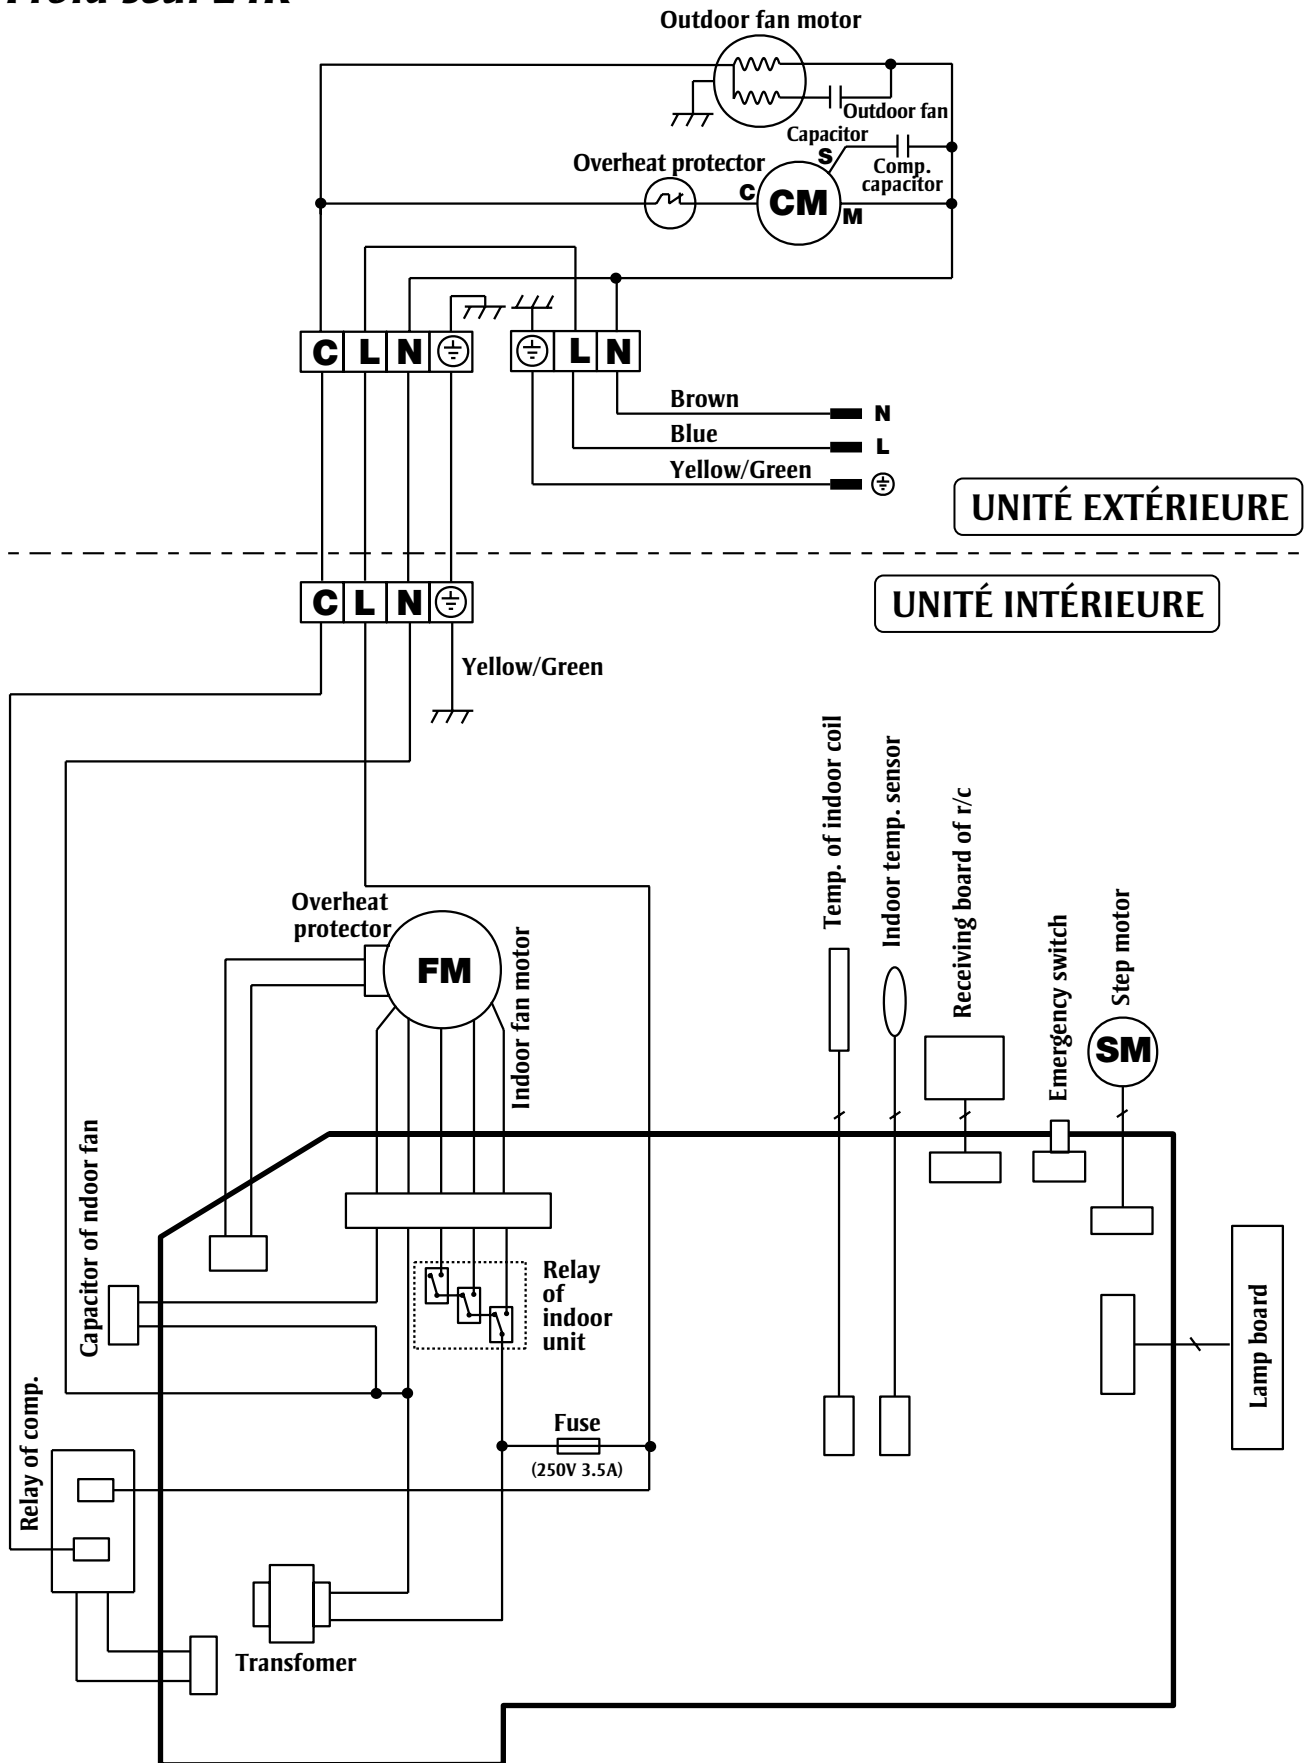 Outdoor fan motor
Outdoor fan
Capacitor
S
Comp.
capacitor
Overheat protector
C
CM
M
C L N
L N
Brown
N
Blue
L
Yellow/Green
UNITÉ EXTÉRIEURE
UNITÉ INTÉRIEURE
C L N
Yellow/Green
Temp. of indoor coil
Indoor temp. sensor
Receiving board of r/c
Emergency switch
Step motor
SM
Overheat
protector
FM
Indoor fan motor
Capacitor of ndoor fan
Relay
of
indoor
unit
Lamp board
Relay of comp.
Fuse
(250V 3.5A)
Transfomer